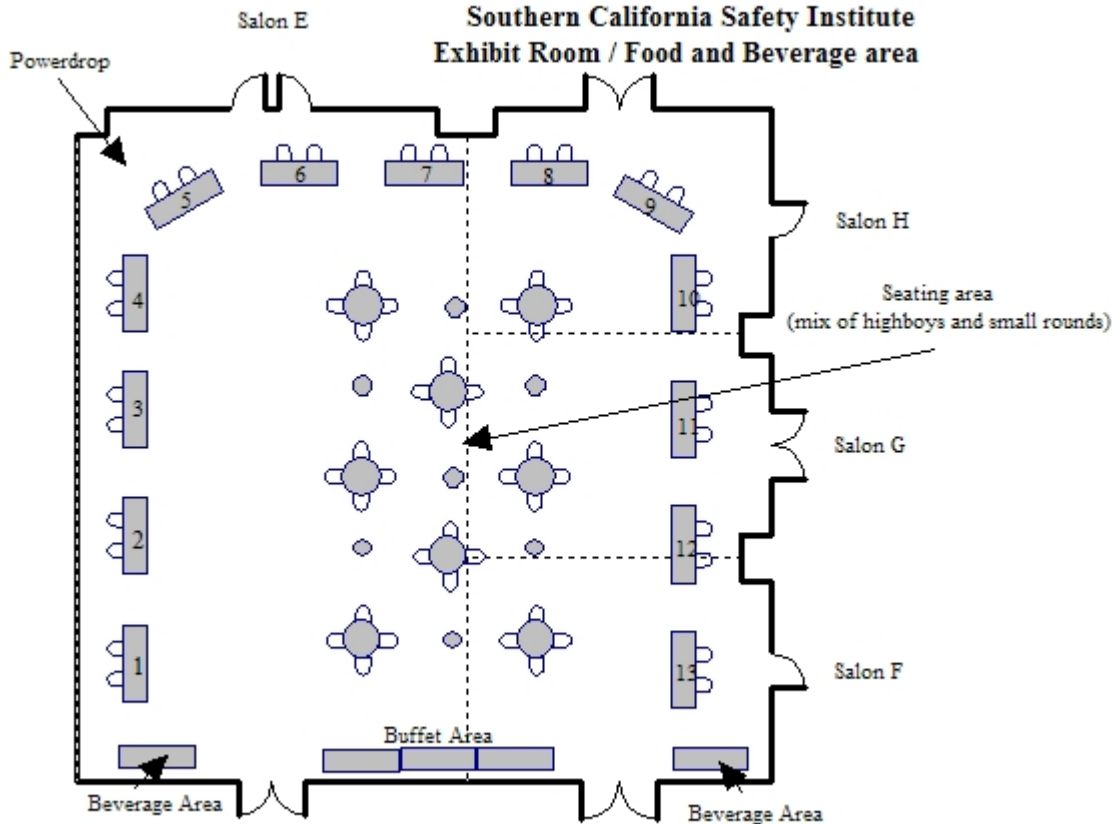 Southern California Safety Institute
Exhibit Room / Food and Beverage area
Salon E
Powerdrop
5
6
7
8
9
Salon H
4
10
Seating area
(mix of highboys and small rounds)
3
11
Salon G
2
12
1
13
Salon F
Buffet Area
Beverage Area
Beverage Area